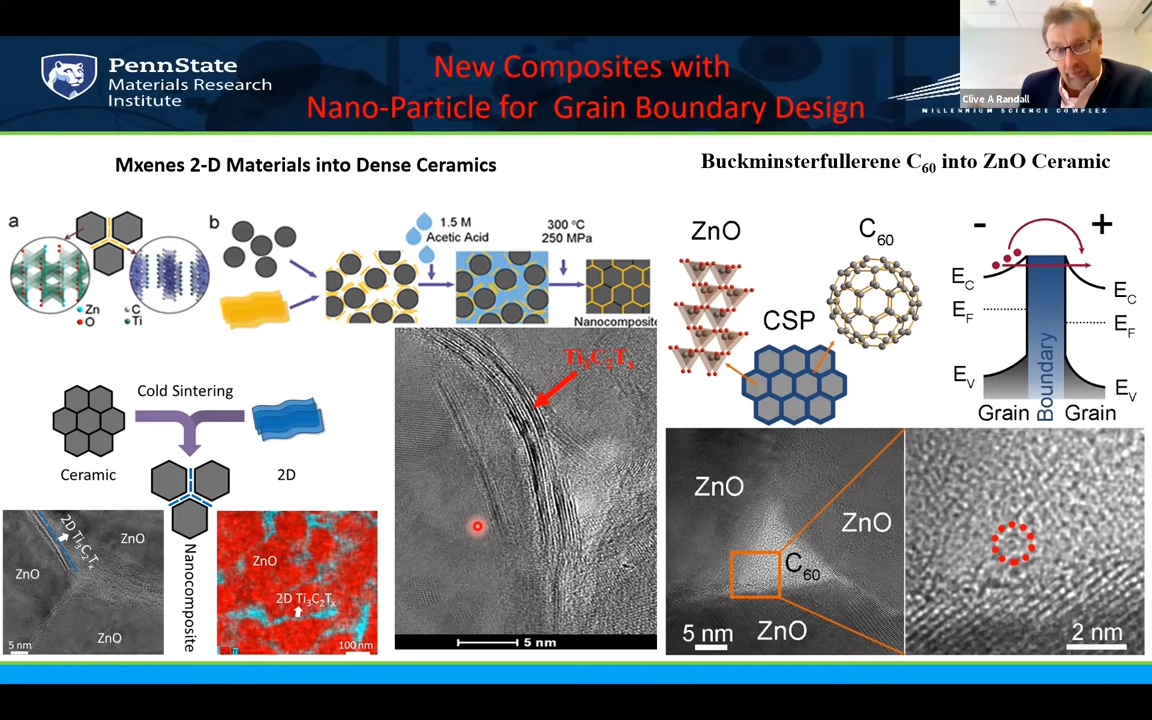 PennState
Materials Research
Institute
New Composites with
Nano-Particle for Grain Boundary Design
MILLENNIUM SCIENCE COMPLEX
Clive A Randall
Mxenes 2-D Materials into Dense Ceramics
Buckminsterfullerene C60 into ZnO Ceramic
a
Zn
O
C
Ti
b
1.5 M
Acetic Acid
300 °C
250 MPa
Nanocomposite
Cold Sintering
Ceramic
2D
Nanocomposite
2D Ti3C2Tx
ZnO
ZnO
ZnO
5 nm
ZnO
2D Ti3C2Tx
100 nm
Ti3C2Tx
5 nm
ZnO
C60
CSP
-
+
EC
EF
EV
EC
EF
EV
Grain
Boundary
Grain
ZnO
ZnO
C60
ZnO
5 nm
2 nm